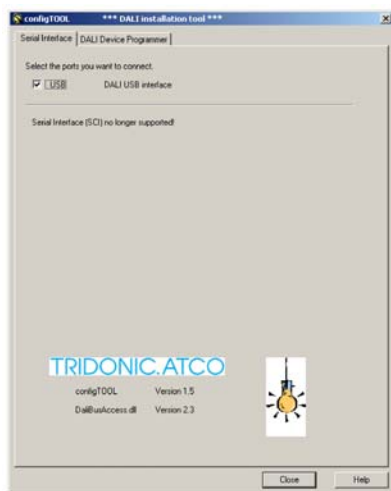 configTOOL *** DALI installation tool ***
Serial Interface DALI Device Programmer
Select the ports you want to connect.
USB DALI USB interface
Serial Interface (SCI) no longer supported!
TRIDONIC.ATCO
configTOOL Version 1.5
DaliBusAccess.dll Version 2.3
Close Help